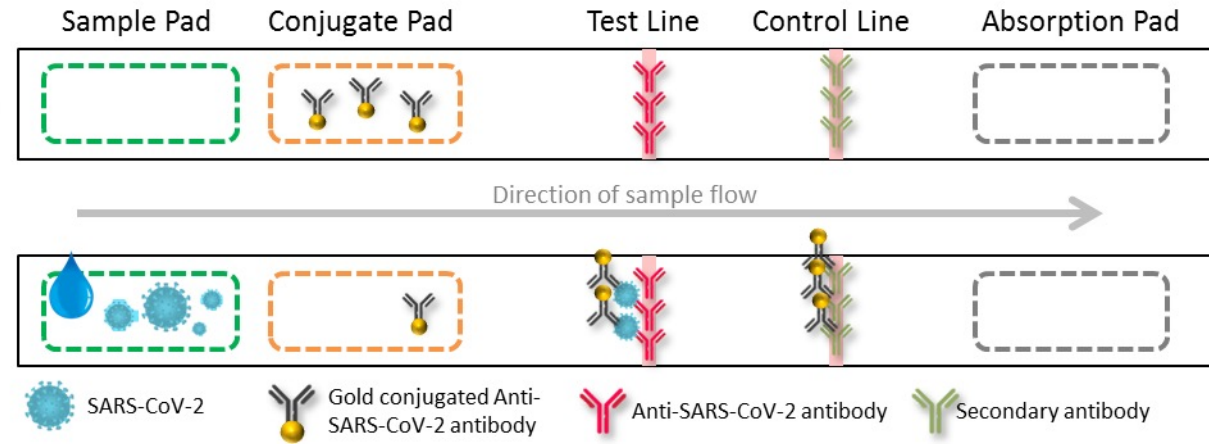 Sample Pad Conjugate Pad Test Line Control Line Absorption Pad
Direction of sample flow
SARS-CoV-2
Gold conjugated Anti-
SARS-CoV-2 antibody
Anti-SARS-CoV-2 antibody
Secondary antibody